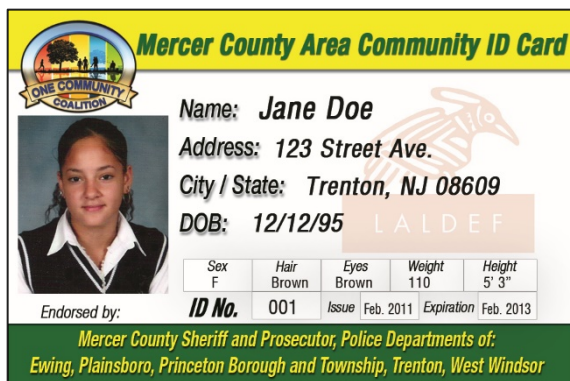 Mercer County Area Community ID Card
ONE COMMUNITY
COALITION
Name: Jane Doe
Address: 123 Street Ave.
City / State: Trenton, NJ 08609
DOB: 12/12/95
LALDEF
Sex Hair Eyes Weight Height
F Brown Brown 110 5' 3"
Endorsed by: ID No. 001 Issue Feb. 2011 Expiration Feb. 2013
Mercer County Sheriff and Prosecutor, Police Departments of:
Ewing, Plainsboro, Princeton Borough and Township, Trenton, West Windsor